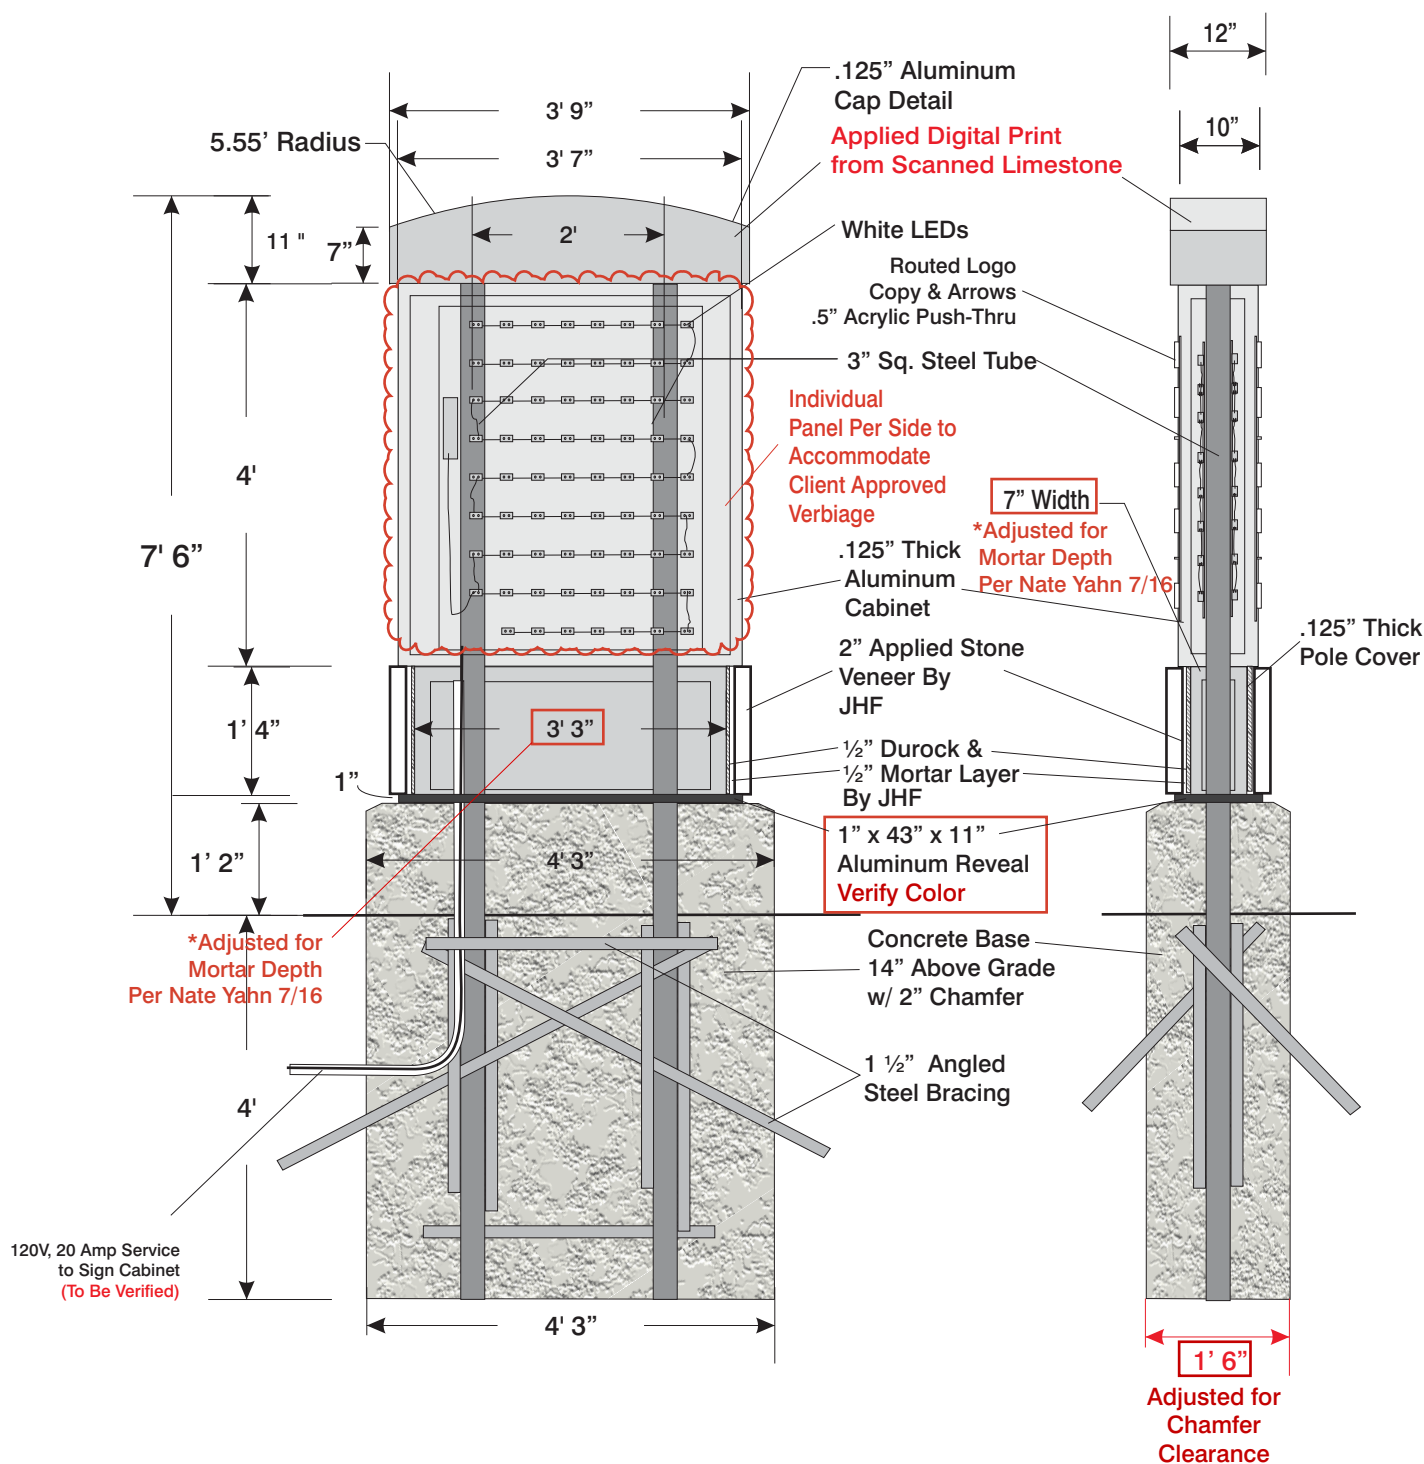 12”
3’ 9”
.125” Aluminum
Cap Detail
5.55’ Radius
3’ 7”
Applied Digital Print
from Scanned Limestone
10”
11 "
7”
2'
White LEDs
Routed Logo
Copy & Arrows
.5” Acrylic Push-Thru
3” Sq. Steel Tube
Individual
Panel Per Side to
Accommodate
Client Approved
Verbiage
4'
7” Width
*Adjusted for
Mortar Depth
Per Nate Yahn 7/16
7' 6”
.125” Thick
Aluminum
Cabinet
.125” Thick
Pole Cover
2” Applied Stone
Veneer By
JHF
1’ 4”
3' 3”
½” Durock &
½” Mortar Layer
By JHF
1”
1” x 43” x 11”
Aluminum Reveal
Verify Color
1’ 2”
4' 3”
*Adjusted for
Mortar Depth
Per Nate Yahn 7/16
Concrete Base
14” Above Grade
w/ 2” Chamfer
1 ½” Angled
Steel Bracing
4'
120V, 20 Amp Service
to Sign Cabinet
(To Be Verified)
4' 3”
1’ 6”
Adjusted for
Chamfer
Clearance